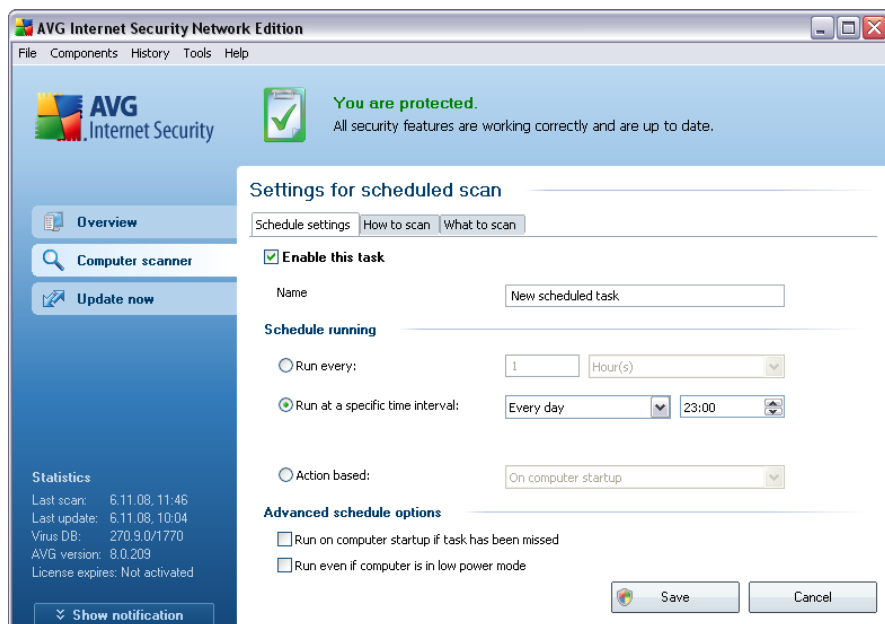 AVG Internet Security Network Edition
File Components History Tools Help
AVG
Internet Security
You are protected.
All security features are working correctly and are up to date.
Overview
Computer scanner
Update now
Settings for scheduled scan
Schedule settings How to scan What to scan
Enable this task
Name New scheduled task
Schedule running
Run every: 1 Hour(s)
Run at a specific time interval: Every day 23:00
Action based: On computer startup
Advanced schedule options
Run on computer startup if task has been missed
Run even if computer is in low power mode
Save Cancel
Statistics
Last scan: 6.11.08, 11:46
Last update: 6.11.08, 10:04
Virus DB: 270.9.0/1770
AVG version: 8.0.209
License expires: Not activated
Show notification